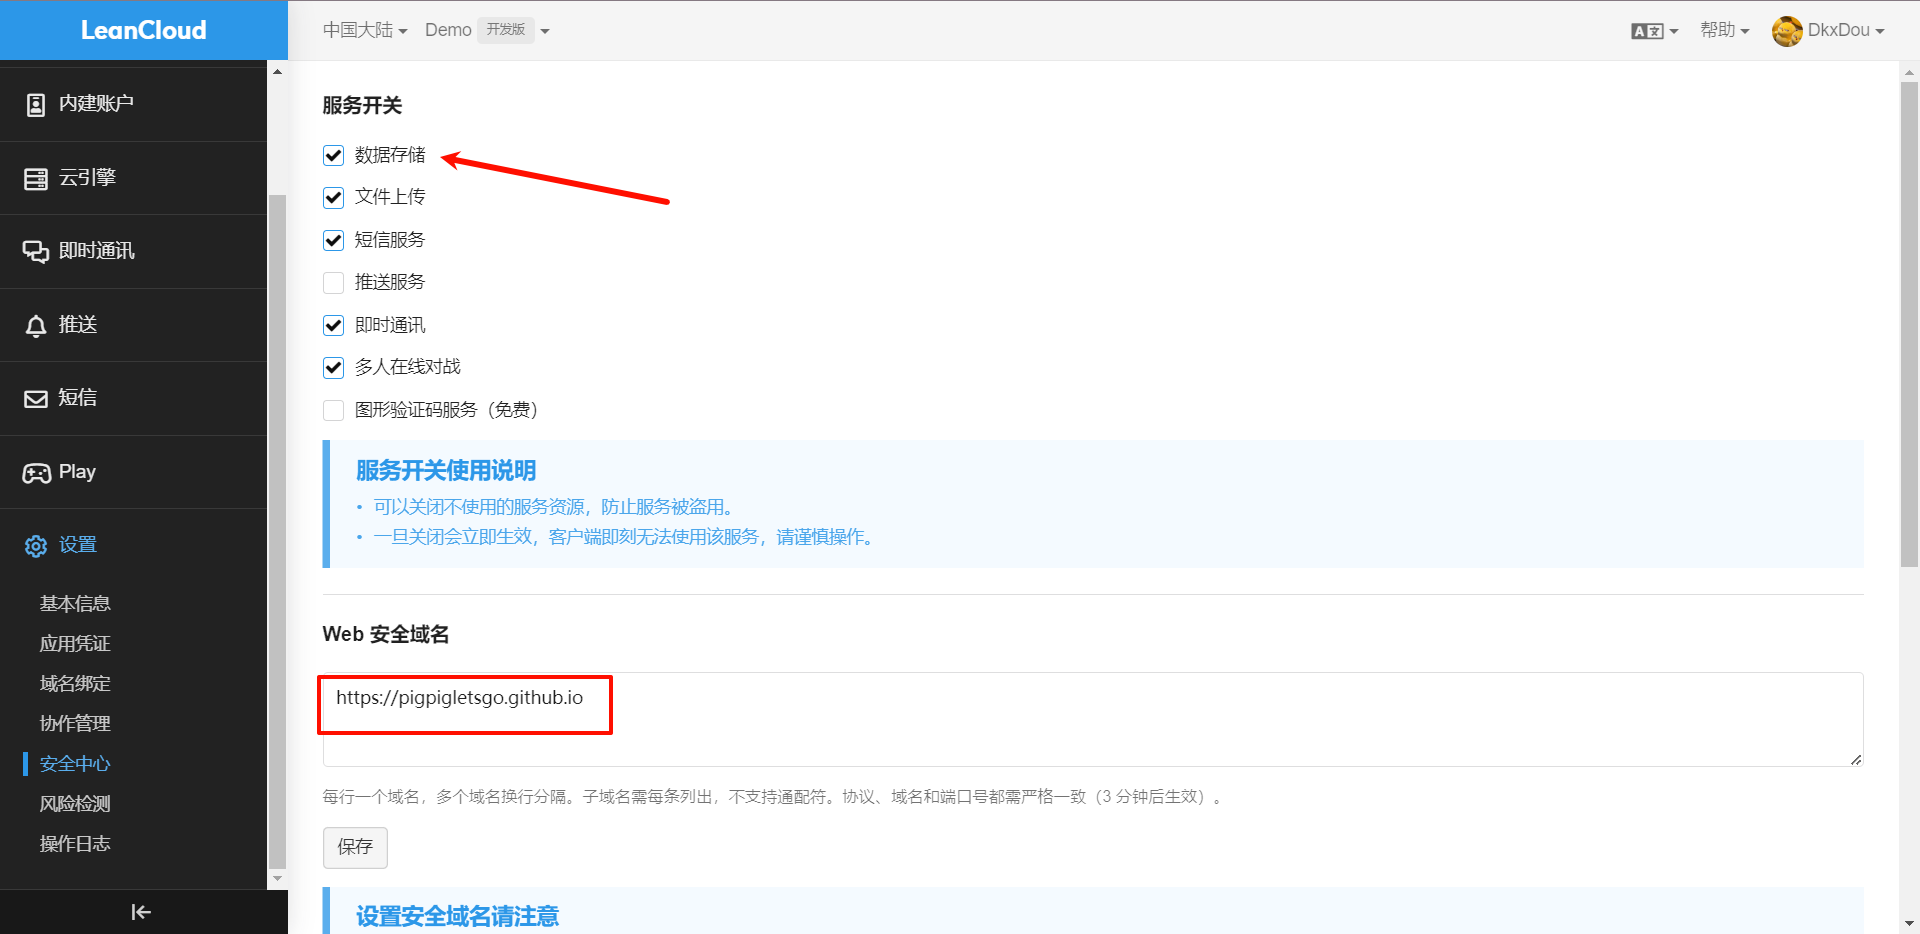 LeanCloud
中国大陆
Demo 开发版
帮助
DkxDou
内建账户
云引擎
即时通讯
推送
短信
Play
设置
基本信息
应用凭证
域名绑定
协作管理
安全中心
风险检测
操作日志
服务开关
数据存储
文件上传
短信服务
推送服务
即时通讯
多人在线对战
图形验证码服务（免费）
服务开关使用说明
• 可以关闭不使用的服务资源，防止服务被盗用。
• 一旦关闭会立即生效，客户端即刻无法使用该服务，请谨慎操作。
Web 安全域名
https://pigpigletsgo.github.io
每行一个域名，多个域名换行分隔。子域名需每条列出，不支持通配符。协议、域名和端口号都需严格一致（3 分钟后生效）。
保存
设置安全域名请注意